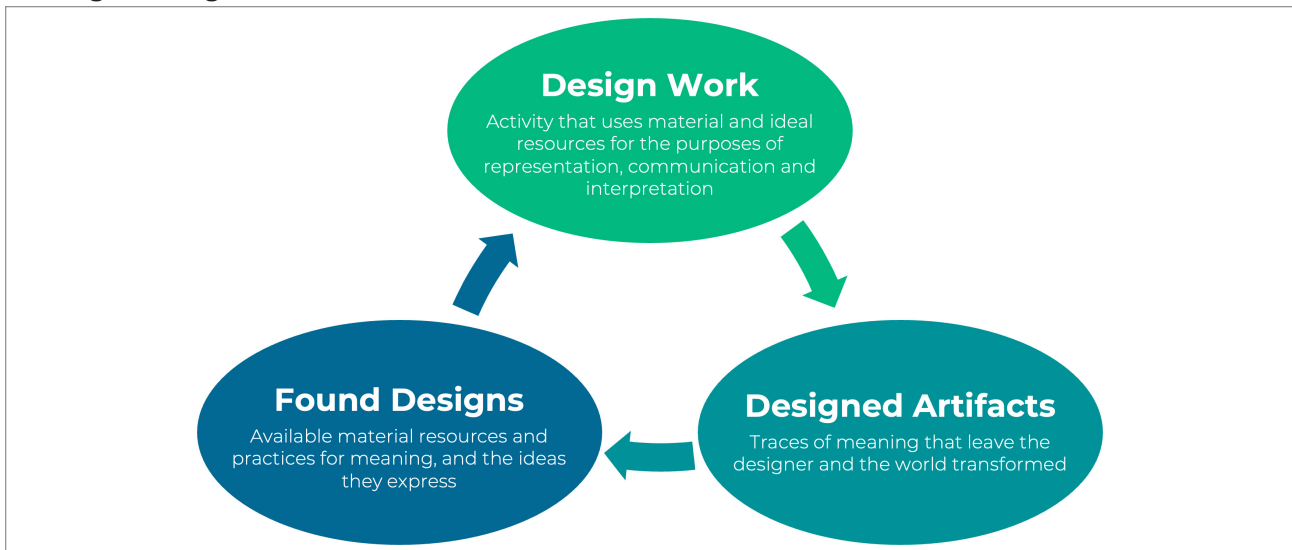 Design Work
Activity that uses material and ideal
resources for the purposes of
representation, communication and
interpretation
Found Designs
Available material resources and
practices for meaning, and the ideas
they express
Designed Artifacts
Traces of meaning that leave the
designer and the world transformed